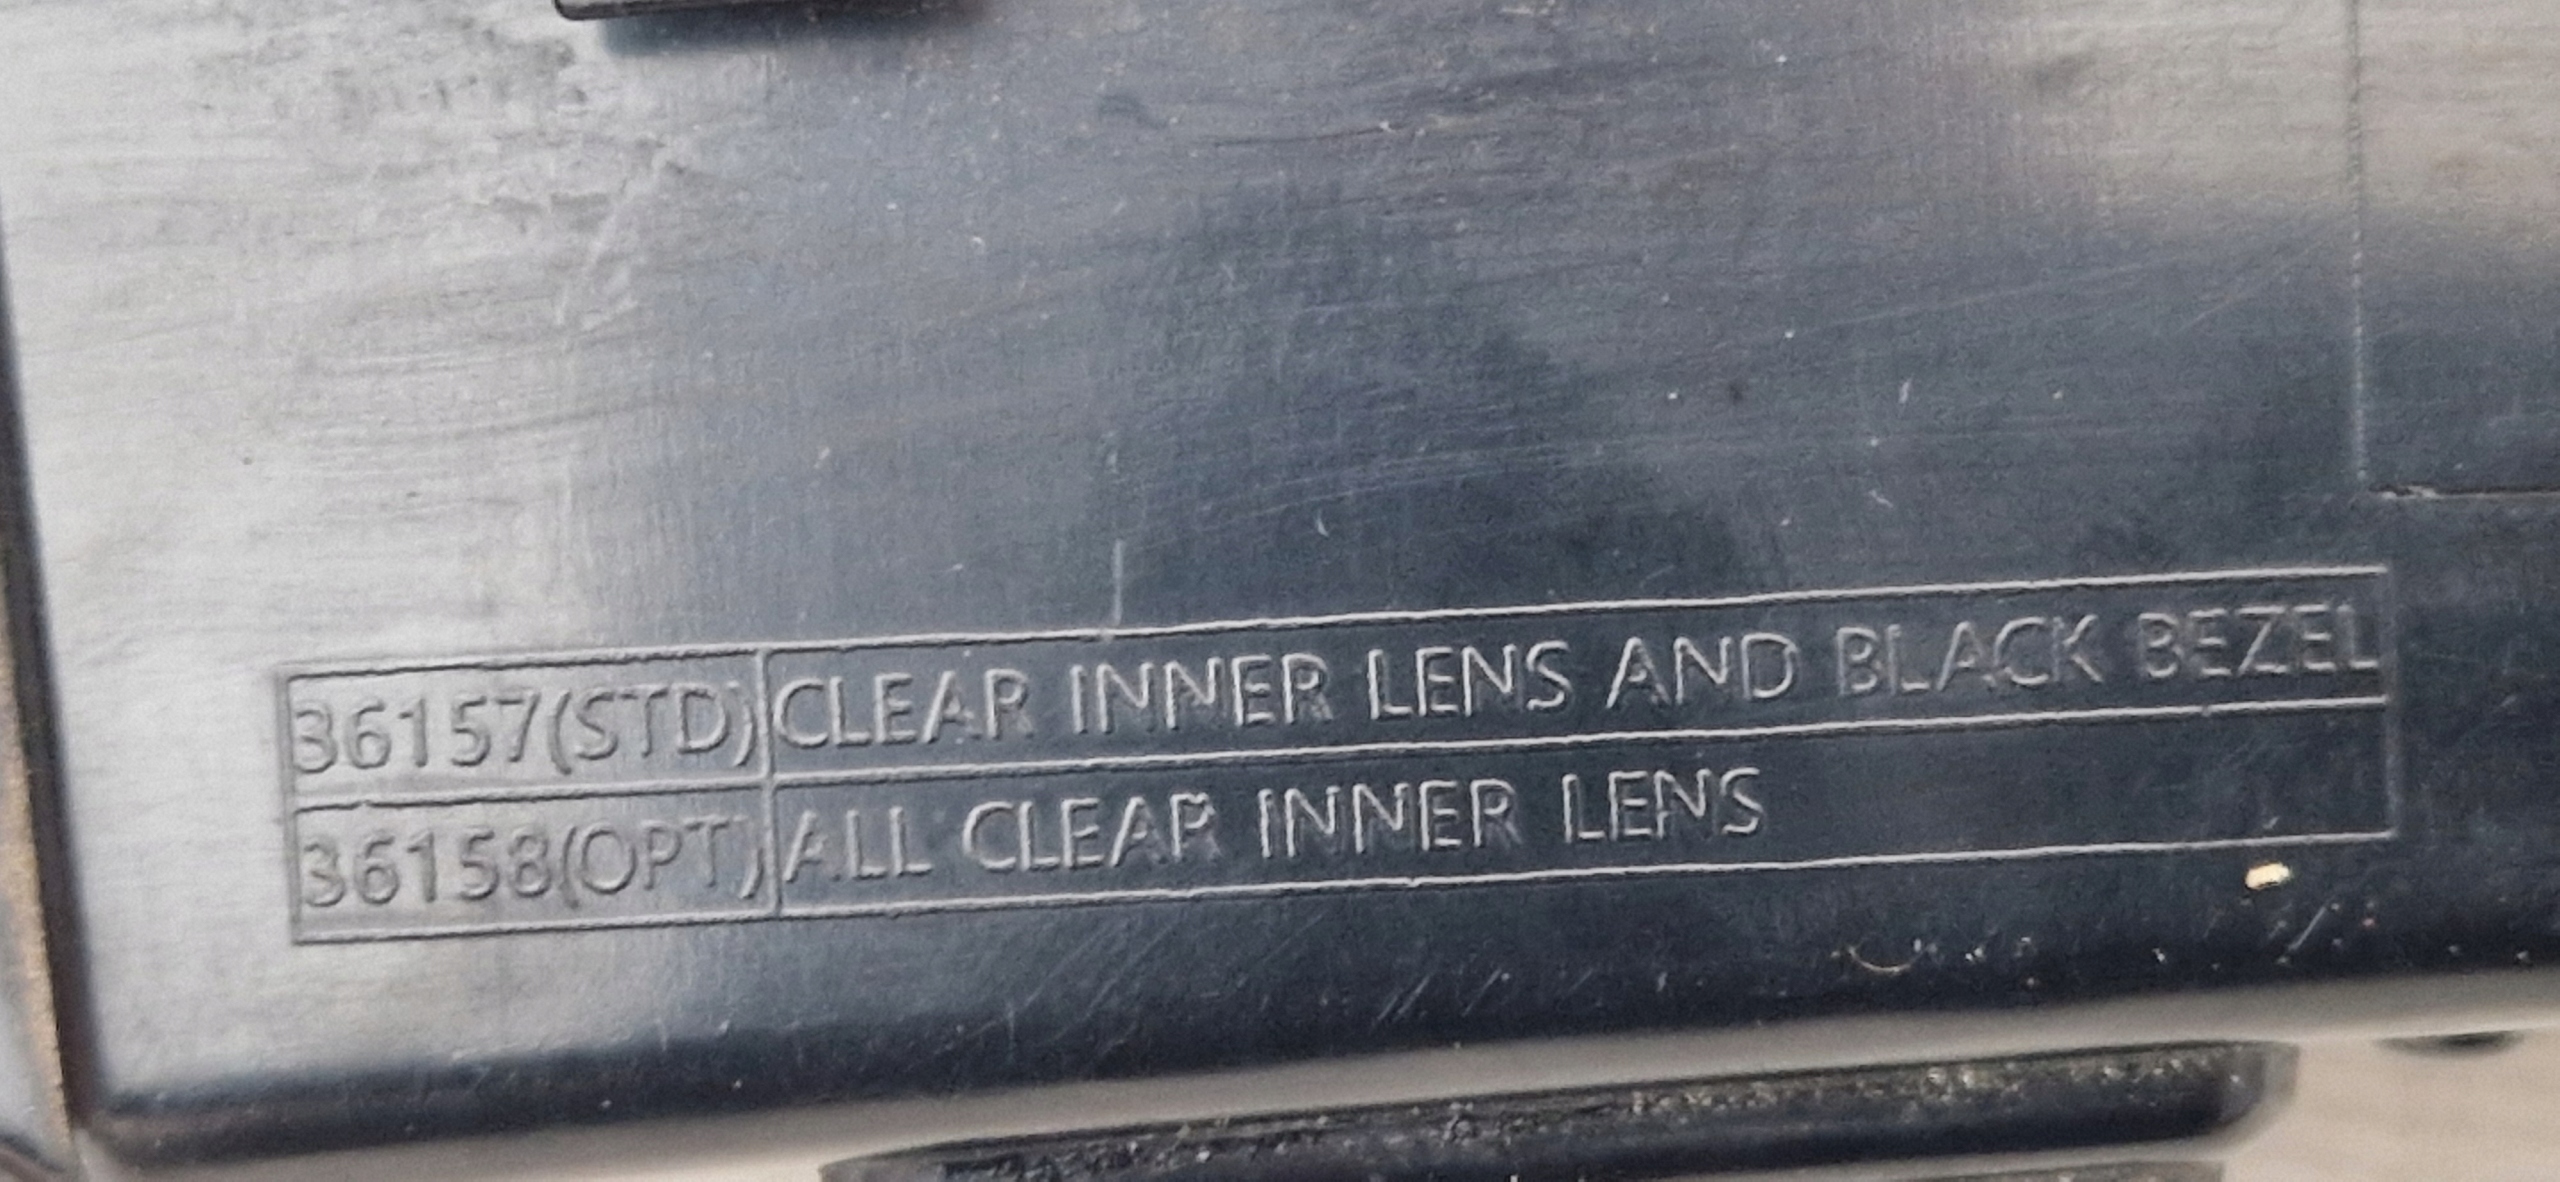 36157(STD) CLEAR INNER LENS AND BLACK BEZEL
36158(OPT) ALL CLEAR INNER LENS